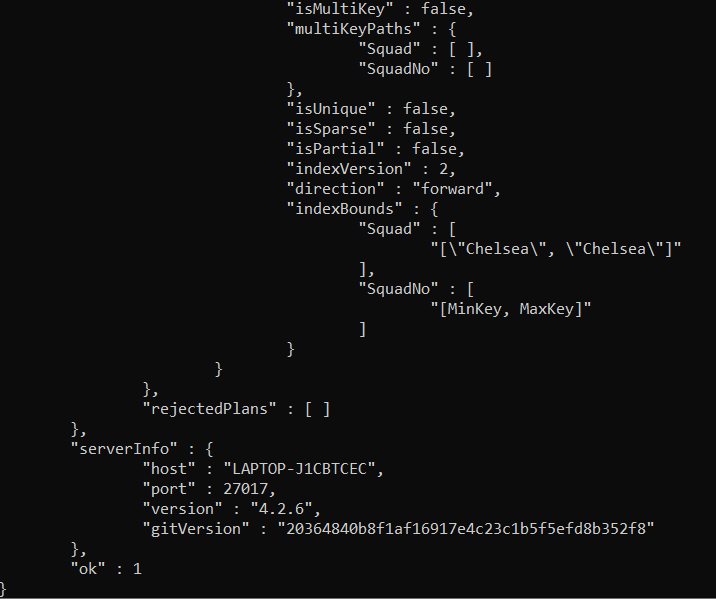 "isMultiKey" : false,
"multiKeyPaths" : {
"Squad" : [ ],
"SquadNo" : [ ]
},
"isUnique" : false,
"isSparse" : false,
"isPartial" : false,
"indexVersion" : 2,
"direction" : "forward",
"indexBounds" : {
"Squad" : [
"[\"Chelsea\", \"Chelsea\"]"
],
"SquadNo" : [
"[MinKey, MaxKey]"
]
}
}
},
"rejectedPlans" : [ ]
},
"serverInfo" : {
"host" : "LAPTOP-J1CBTCEC",
"port" : 27017,
"version" : "4.2.6",
"gitVersion" : "20364840b8f1af16917e4c23c1b5f5efd8b352f8"
},
"ok" : 1
}